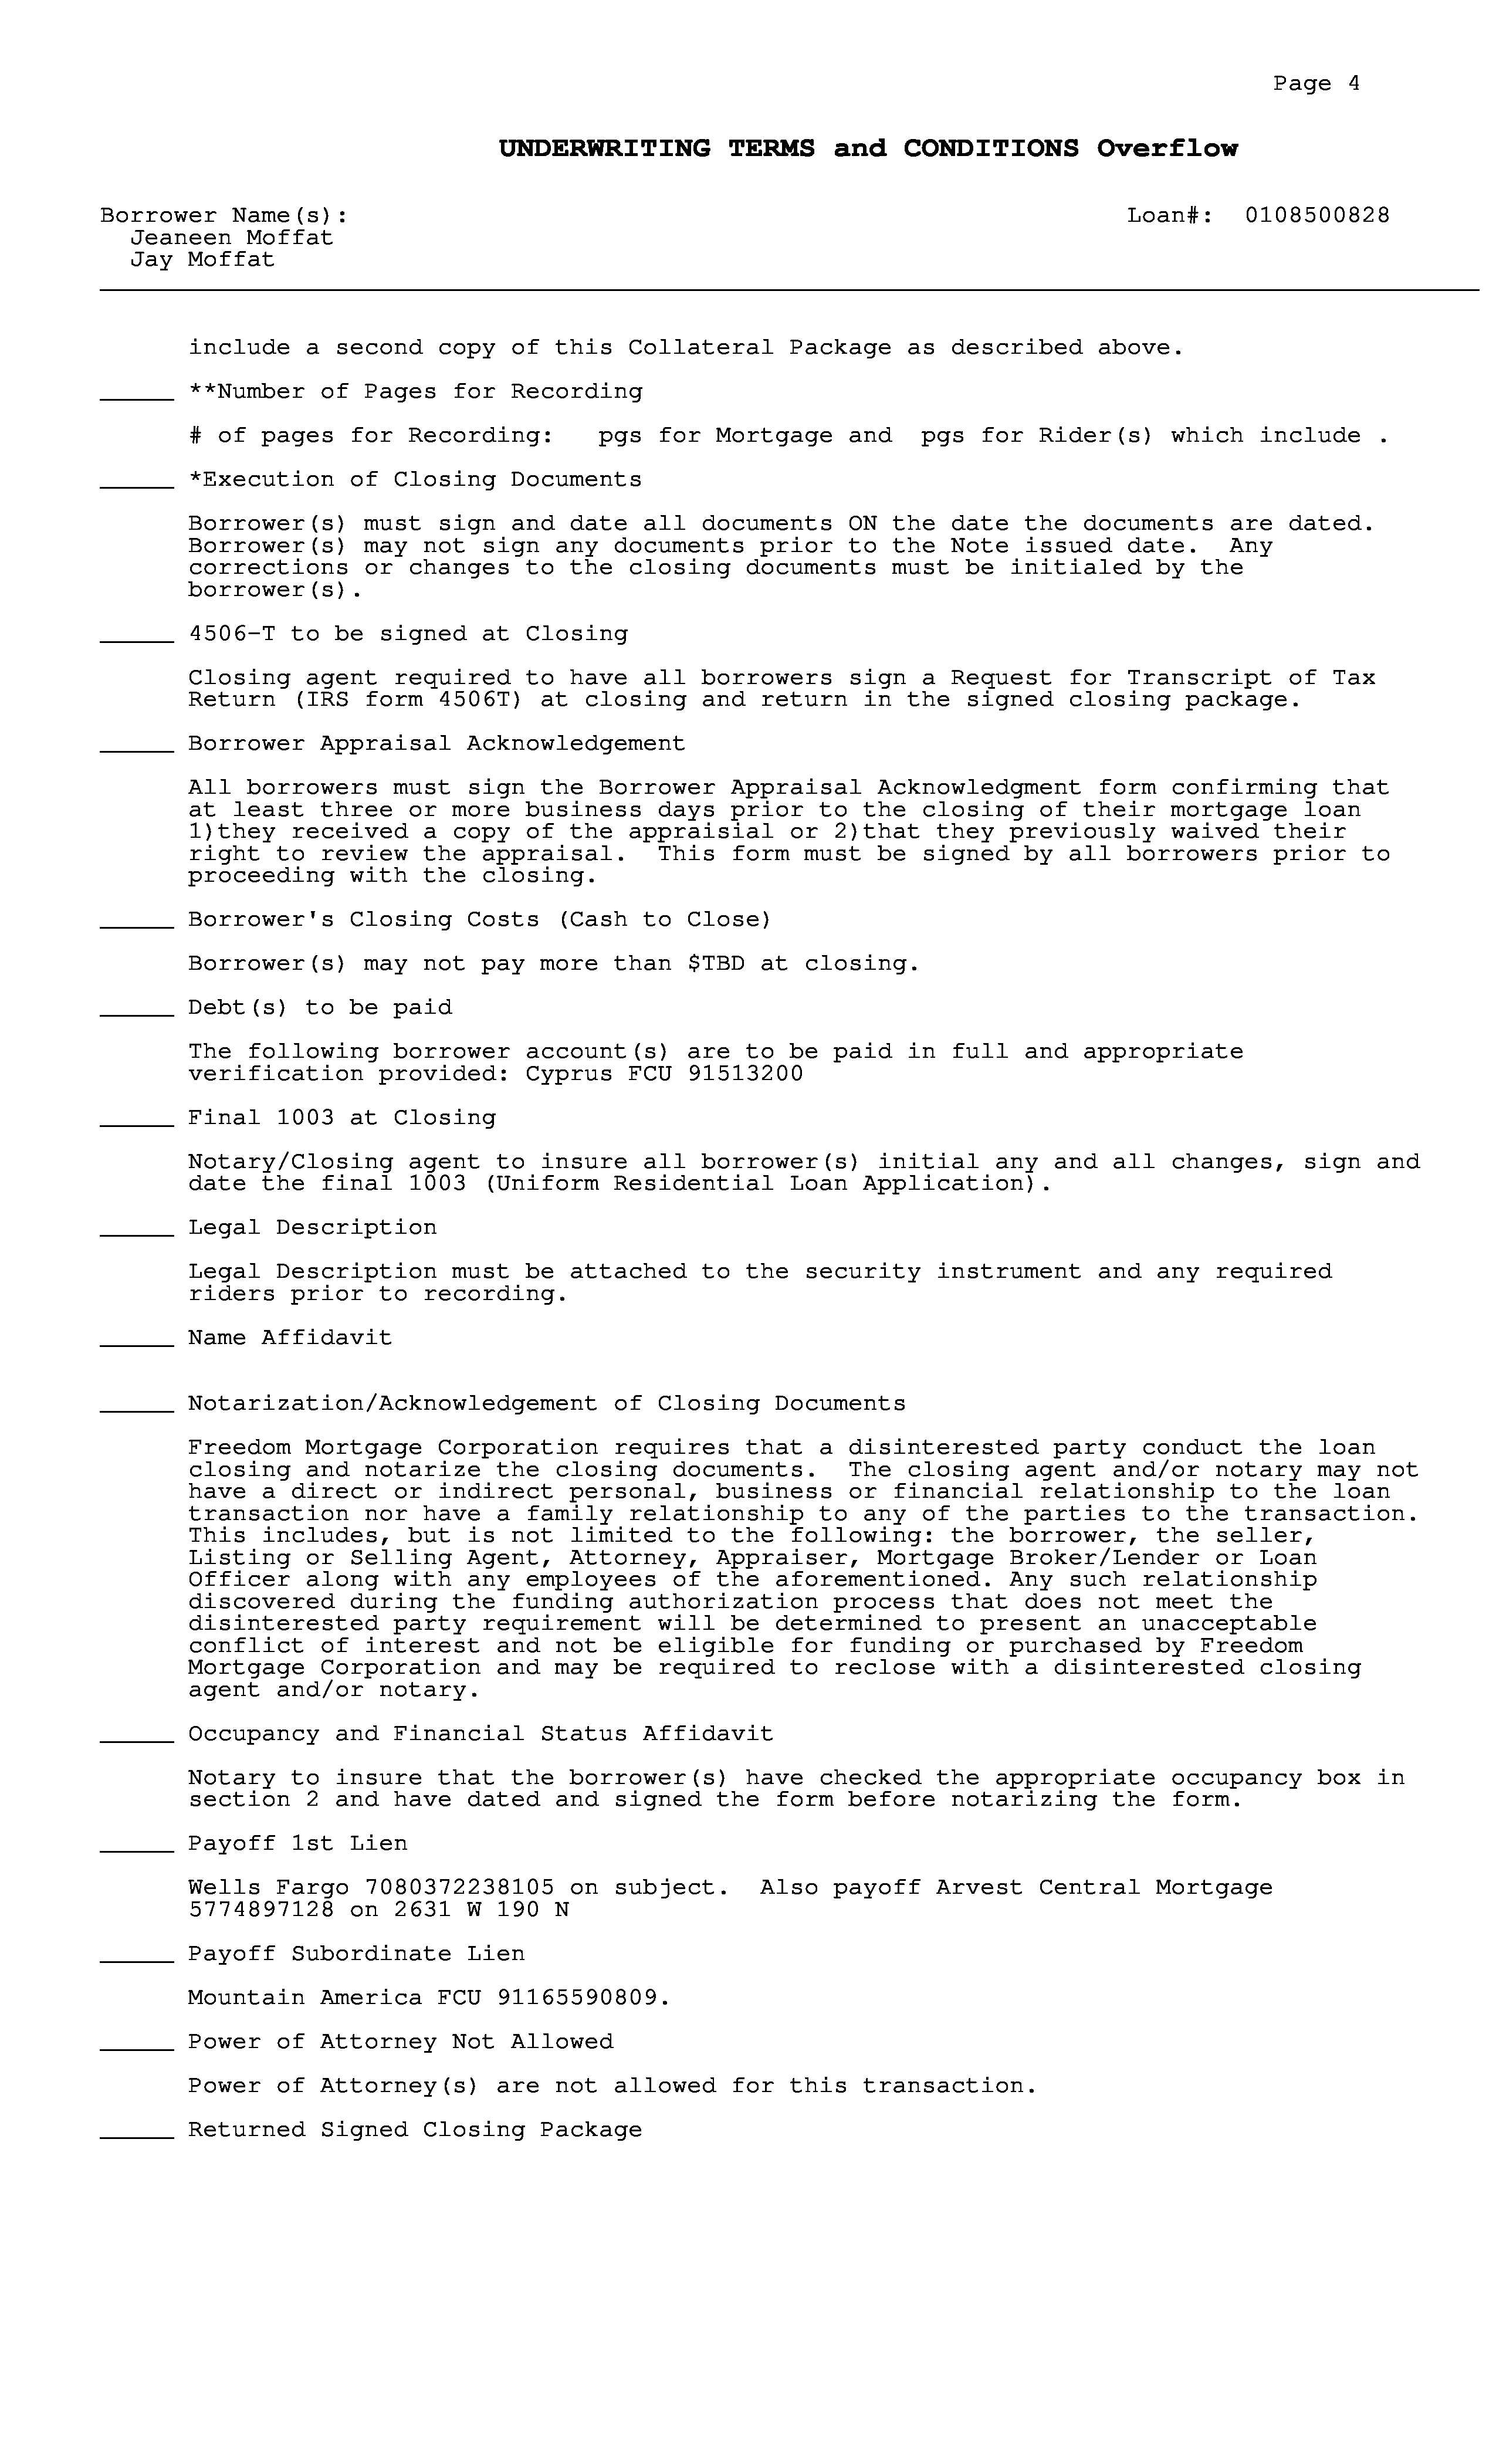 Page 4
UNDERWRITING TERMS and CONDITIONS Overflow
Borrower Name(s): Loan#: 0108500828
Jeaneen Moffat
Jay Moffat
include a second copy of this Collateral Package as described above.
_____ **Number of Pages for Recording
# of pages for Recording: pgs for Mortgage and pgs for Rider(s) which include .
_____ *Execution of Closing Documents
Borrower(s) must sign and date all documents ON the date the documents are dated.
Borrower(s) may not sign any documents prior to the Note issued date. Any
corrections or changes to the closing documents must be initialed by the
borrower(s).
_____ 4506-T to be signed at Closing
Closing agent required to have all borrowers sign a Request for Transcript of Tax
Return (IRS form 4506T) at closing and return in the signed closing package.
_____ Borrower Appraisal Acknowledgement
All borrowers must sign the Borrower Appraisal Acknowledgment form confirming that
at least three or more business days prior to the closing of their mortgage loan
1)they received a copy of the appraisial or 2)that they previously waived their
right to review the appraisal. This form must be signed by all borrowers prior to
proceeding with the closing.
_____ Borrower's Closing Costs (Cash to Close)
Borrower(s) may not pay more than $TBD at closing.
_____ Debt(s) to be paid
The following borrower account(s) are to be paid in full and appropriate
verification provided: Cyprus FCU 91513200
_____ Final 1003 at Closing
Notary/Closing agent to insure all borrower(s) initial any and all changes, sign and
date the final 1003 (Uniform Residential Loan Application).
_____ Legal Description
Legal Description must be attached to the security instrument and any required
riders prior to recording.
_____ Name Affidavit
_____ Notarization/Acknowledgement of Closing Documents
Freedom Mortgage Corporation requires that a disinterested party conduct the loan
closing and notarize the closing documents. The closing agent and/or notary may not
have a direct or indirect personal, business or financial relationship to the loan
transaction nor have a family relationship to any of the parties to the transaction.
This includes, but is not limited to the following: the borrower, the seller,
Listing or Selling Agent, Attorney, Appraiser, Mortgage Broker/Lender or Loan
Officer along with any employees of the aforementioned. Any such relationship
discovered during the funding authorization process that does not meet the
disinterested party requirement will be determined to present an unacceptable
conflict of interest and not be eligible for funding or purchased by Freedom
Mortgage Corporation and may be required to reclose with a disinterested closing
agent and/or notary.
_____ Occupancy and Financial Status Affidavit
Notary to insure that the borrower(s) have checked the appropriate occupancy box in
section 2 and have dated and signed the form before notarizing the form.
_____ Payoff 1st Lien
Wells Fargo 7080372238105 on subject. Also payoff Arvest Central Mortgage
5774897128 on 2631 W 190 N
_____ Payoff Subordinate Lien
Mountain America FCU 91165590809.
_____ Power of Attorney Not Allowed
Power of Attorney(s) are not allowed for this transaction.
_____ Returned Signed Closing Package